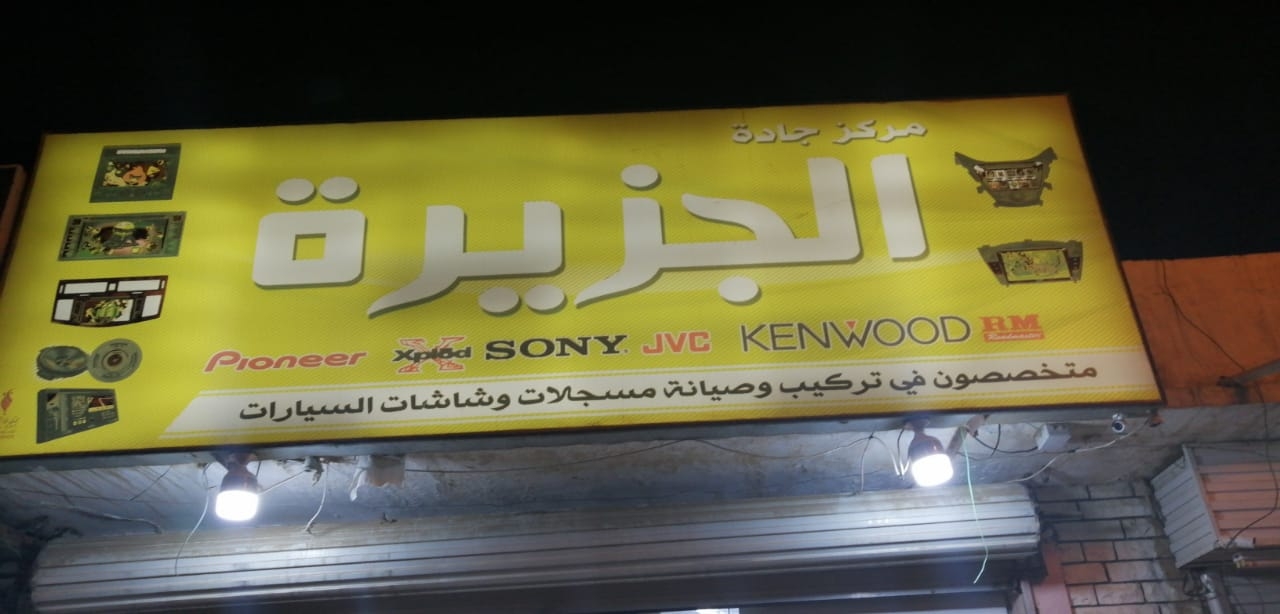 مركز جادة
الجزيرة
Pioneer Xplod SONY JVC KENWOOD RM
متخصصون في تركيب وصيانة مسجلات وشاشات السيارات